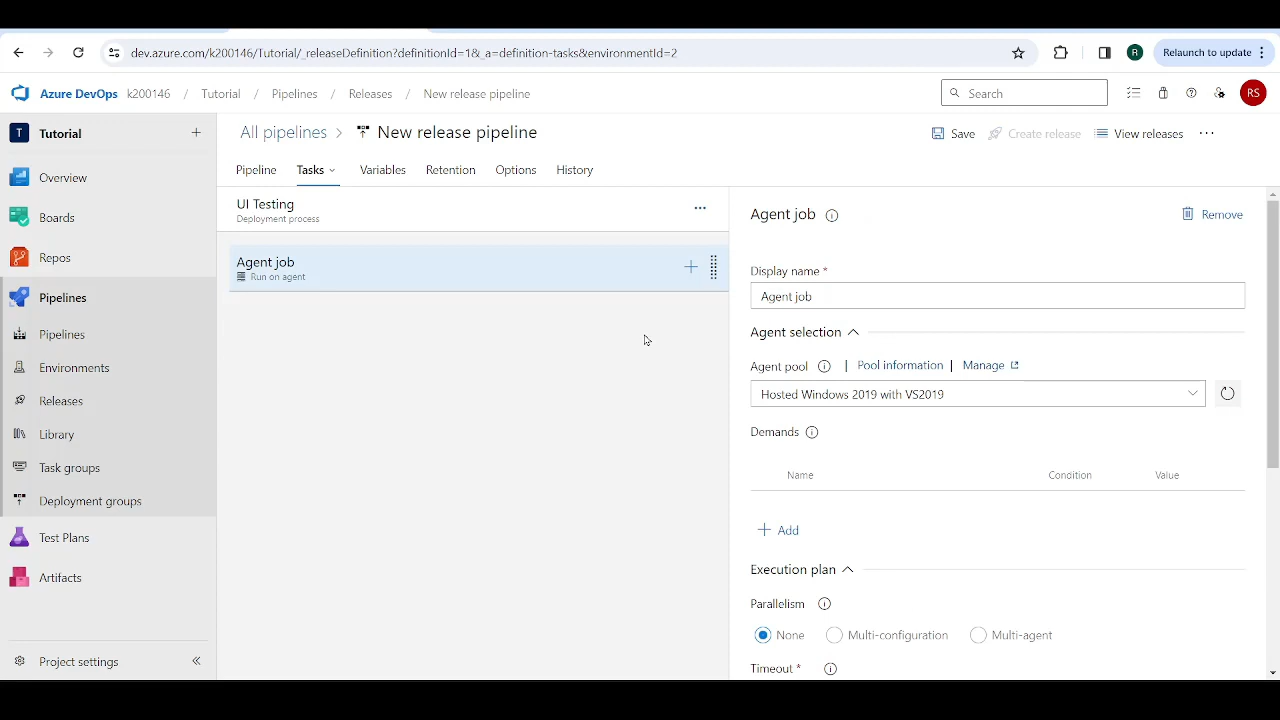 dev.azure.com/k200146/Tutorial/_releaseDefinition?definitionId=1&_a=definition-tasks&environmentId=2
R
Relaunch to update
Azure DevOps k200146 / Tutorial / Pipelines / Releases / New release pipeline
Search
RS
T Tutorial
All pipelines > New release pipeline
Save
Create release
View releases
Overview
Boards
Repos
Pipelines
Pipelines
Environments
Releases
Library
Task groups
Deployment groups
Test Plans
Artifacts
Project settings
Pipeline Tasks Variables Retention Options History
UI Testing
Deployment process
Agent job
Run on agent
Agent job
Remove
Display name *
Agent job
Agent selection
Agent pool | Pool information | Manage
Hosted Windows 2019 with VS2019
Demands
Name Condition Value
Add
Execution plan
Parallelism
None Multi-configuration Multi-agent
Timeout *